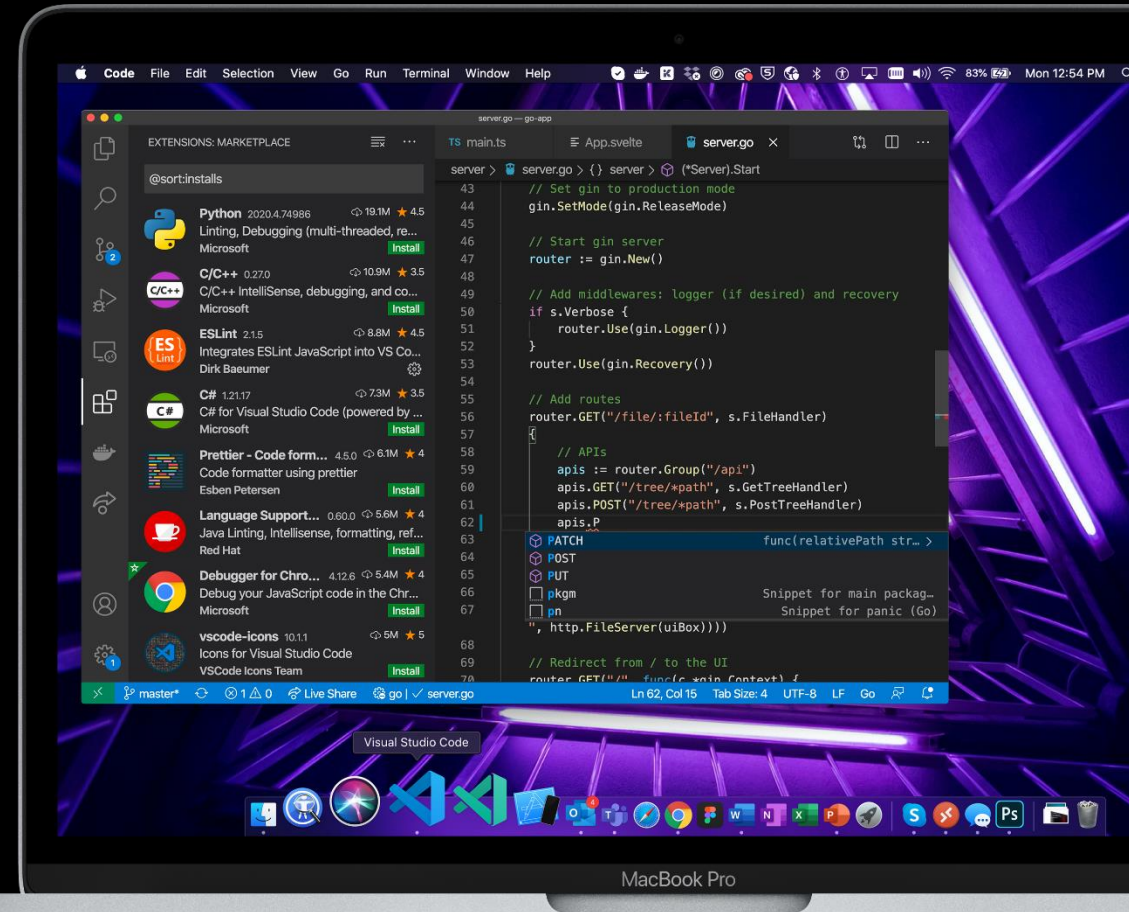 Code File Edit Selection View Go Run Terminal Window Help 83% Mon 12:54 PM
server.go — go-app
EXTENSIONS: MARKETPLACE
@sort:installs
Python 2020.4.74986 19.1M ★ 4.5
Linting, Debugging (multi-threaded, re...
Microsoft Install
C/C++
C/C++ 0.27.0 10.9M ★ 3.5
C/C++ IntelliSense, debugging, and co...
Microsoft Install
ES
Lint
ESLint 2.1.5 8.8M ★ 4.5
Integrates ESLint JavaScript into VS Co...
Dirk Baeumer
C#
C# 1.21.17 7.3M ★ 3.5
C# for Visual Studio Code (powered by ...
Microsoft Install
Prettier - Code form... 4.5.0 6.1M ★ 4
Code formatter using prettier
Esben Petersen Install
Language Support... 0.60.0 5.6M ★ 4
Java Linting, Intellisense, formatting, ref...
Red Hat Install
Debugger for Chro... 4.12.6 5.4M ★ 4
Debug your JavaScript code in the Chr...
Microsoft Install
vscode-icons 10.1.1 5M ★ 5
Icons for Visual Studio Code
VSCode Icons Team Install
2
1
TS main.ts App.svelte server.go ×
server > server.go > {} server > (*Server).Start
43 // Set gin to production mode
44 gin.SetMode(gin.ReleaseMode)
45
46 // Start gin server
47 router := gin.New()
48
49 // Add middlewares: logger (if desired) and recovery
50 if s.Verbose {
51 router.Use(gin.Logger())
52 }
53 router.Use(gin.Recovery())
54
55 // Add routes
56 router.GET("/file/:fileId", s.FileHandler)
57 {
58 // APIs
59 apis := router.Group("/api")
60 apis.GET("/tree/*path", s.GetTreeHandler)
61 apis.POST("/tree/*path", s.PostTreeHandler)
62 apis.P
63 PATCH func(relativePath str… >
64 POST
65 PUT
66 pkgm Snippet for main packag…
67 pn Snippet for panic (Go)
", http.FileServer(uiBox))))
68
69 // Redirect from / to the UI
70 router.GET("/", func(c *gin.Context) {
master* 1 0 Live Share go | ✓ server.go Ln 62, Col 15 Tab Size: 4 UTF-8 LF Go
Visual Studio Code
4
W N X P S Ps
MacBook Pro